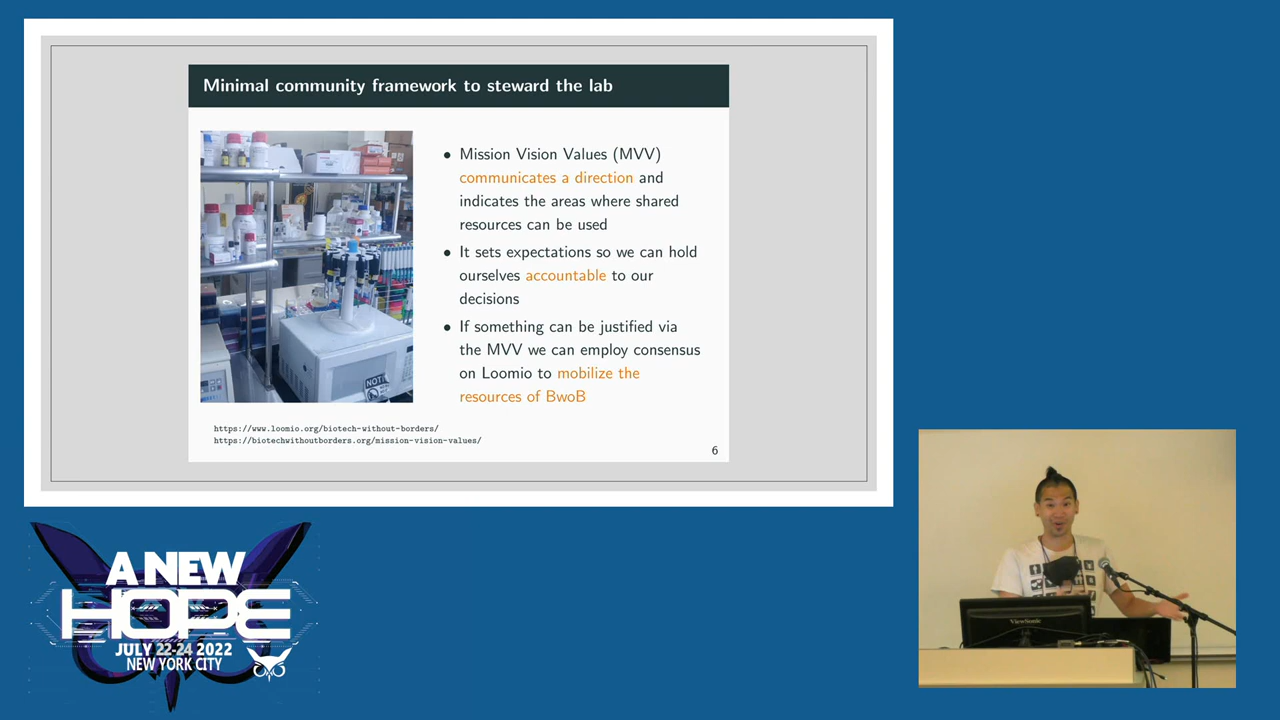 Minimal community framework to steward the lab
• Mission Vision Values (MVV)
communicates a direction and
indicates the areas where shared
resources can be used
• It sets expectations so we can hold
ourselves accountable to our
decisions
• If something can be justified via
the MVV we can employ consensus
on Loomio to mobilize the
resources of BwoB
NOT
https://www.loomio.org/biotech-without-borders/
https://biotechwithoutborders.org/mission-vision-values/
6
A NEW
HOPE
JULY 22-24 2022
NEW YORK CITY
ViewSonic